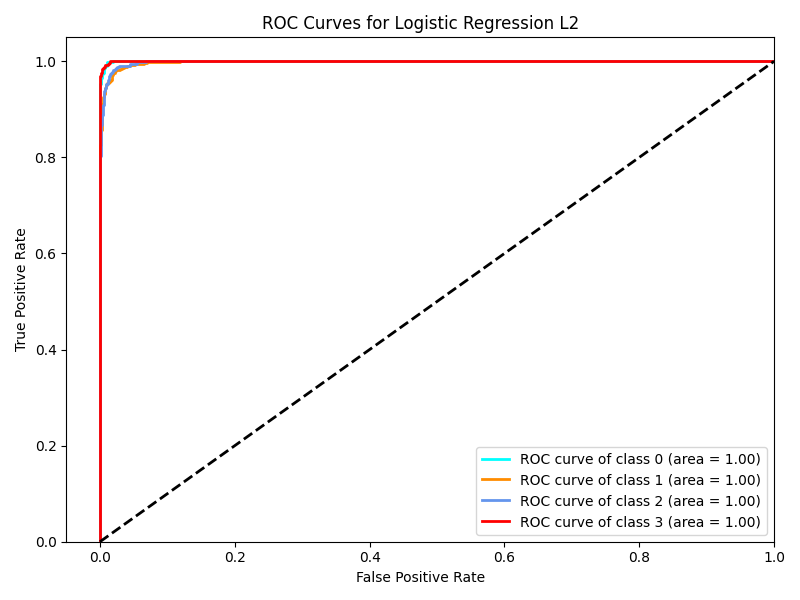 ROC Curves for Logistic Regression L2
True Positive Rate
1.0
0.8
0.6
0.4
0.2
0.0
ROC curve of class 0 (area = 1.00)
ROC curve of class 1 (area = 1.00)
ROC curve of class 2 (area = 1.00)
ROC curve of class 3 (area = 1.00)
0.0 0.2 0.4 0.6 0.8 1.0
False Positive Rate